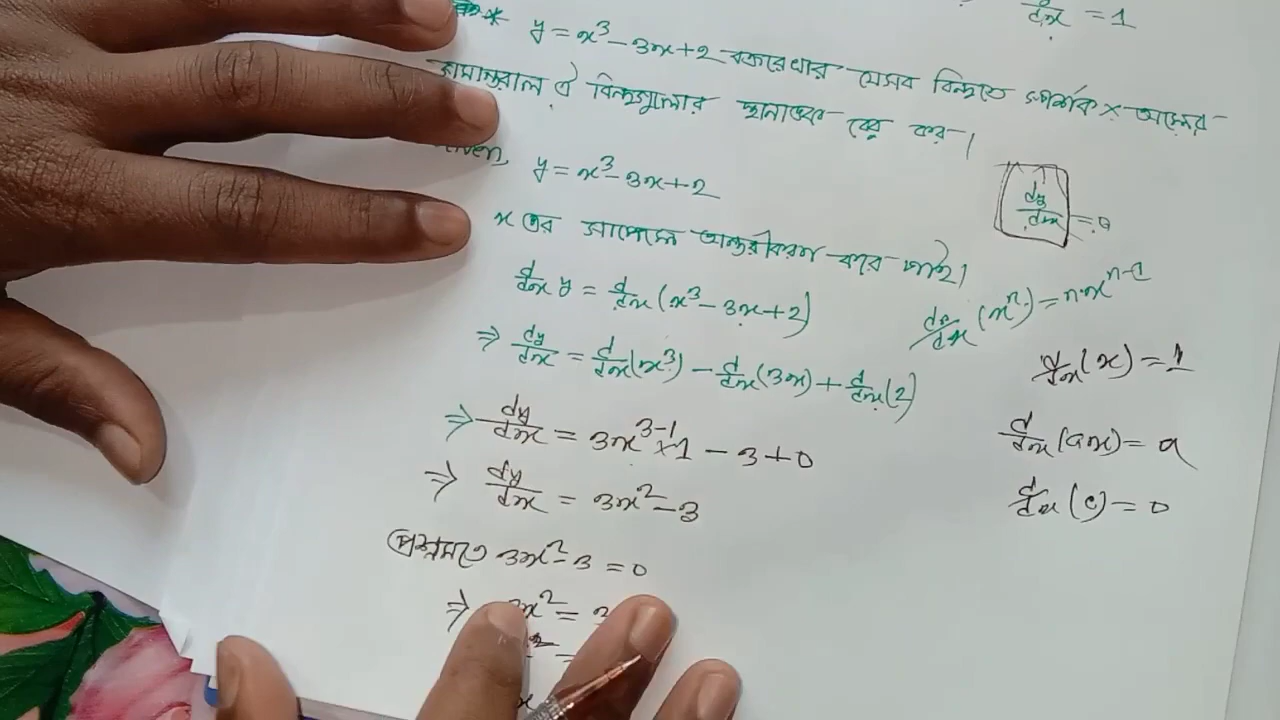 dx = 1
y = x³ - 3x + 2 বক্ররেখার যেসব বিন্দুতে স্পর্শক x অক্ষের
সমান্তরাল ঐ বিন্দুগুলোর স্থানাঙ্ক বের কর।
y = x³ - 3x + 2
dy/dx = 0
x এর সাপেক্ষে অন্তরীকরণ করে পাই।
d/dx y = d/dx (x³ - 3x + 2)
d/dx (xⁿ) = n·xⁿ⁻¹
⇒ dy/dx = d/dx (x³) - d/dx (3x) + d/dx (2)
d/dx (x) = 1
⇒ dy/dx = 3x³⁻¹ × 1 - 3 + 0
d/dx (ax) = a
⇒ dy/dx = 3x² - 3
d/dx (c) = 0
প্রশ্নমতে 3x² - 3 = 0
⇒ 3x² = 3